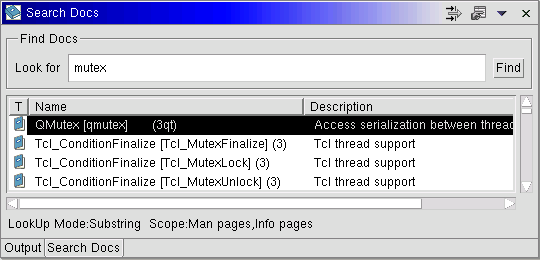 Search Docs
Find Docs
Look for mutex Find
T Name Description
QMutex [qmutex] (3qt) Access serialization between thread
Tcl_ConditionFinalize [Tcl_MutexFinalize] (3) Tcl thread support
Tcl_ConditionFinalize [Tcl_MutexLock] (3) Tcl thread support
Tcl_ConditionFinalize [Tcl_MutexUnlock] (3) Tcl thread support
LookUp Mode:Substring Scope:Man pages,Info pages
Output Search Docs